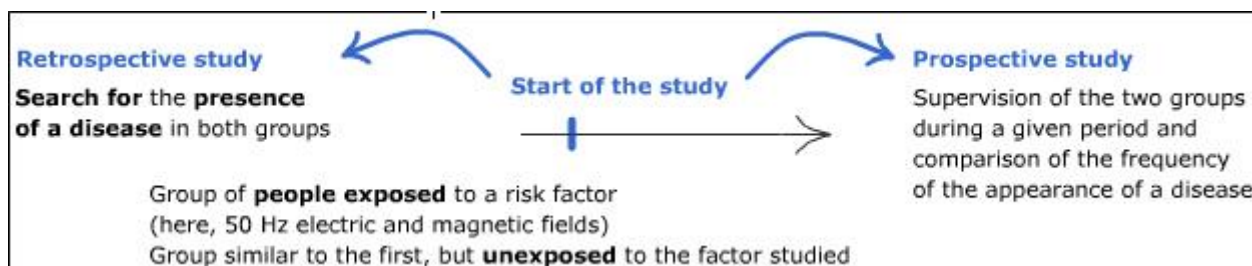 Retrospective study
Search for the presence
of a disease in both groups
Start of the study
Prospective study
Supervision of the two groups
during a given period and
comparison of the frequency
of the appearance of a disease
Group of people exposed to a risk factor
(here, 50 Hz electric and magnetic fields)
Group similar to the first, but unexposed to the factor studied